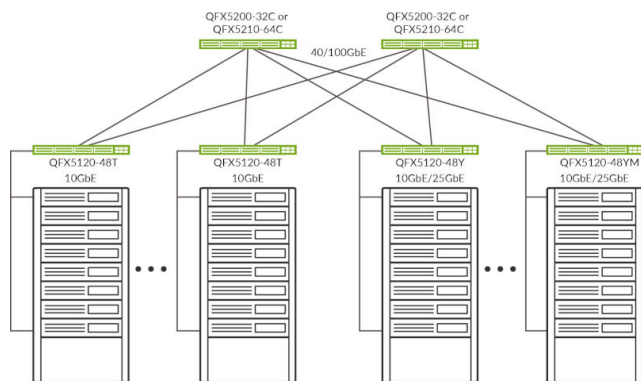 QFX5200-32C or
QFX5210-64C
QFX5200-32C or
QFX5210-64C
40/100GbE
QFX5120-48T
10GbE
QFX5120-48T
10GbE
QFX5120-48Y
10GbE/25GbE
QFX5120-48YM
10GbE/25GbE